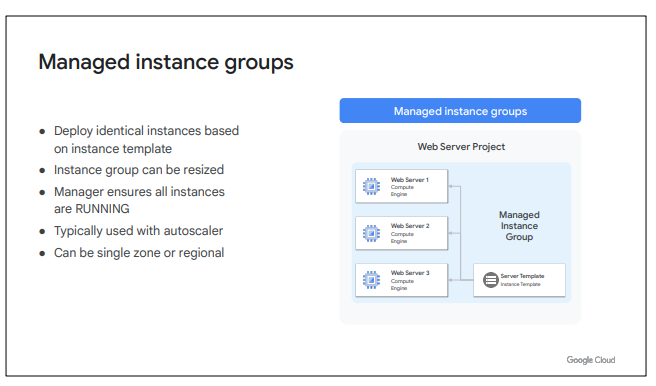 Managed instance groups
● Deploy identical instances based
on instance template
● Instance group can be resized
● Manager ensures all instances
are RUNNING
● Typically used with autoscaler
● Can be single zone or regional
Managed instance groups
Web Server Project
Web Server 1
Compute
Engine
Web Server 2
Compute
Engine
Web Server 3
Compute
Engine
Managed
Instance
Group
Server Template
Instance Template
Google Cloud